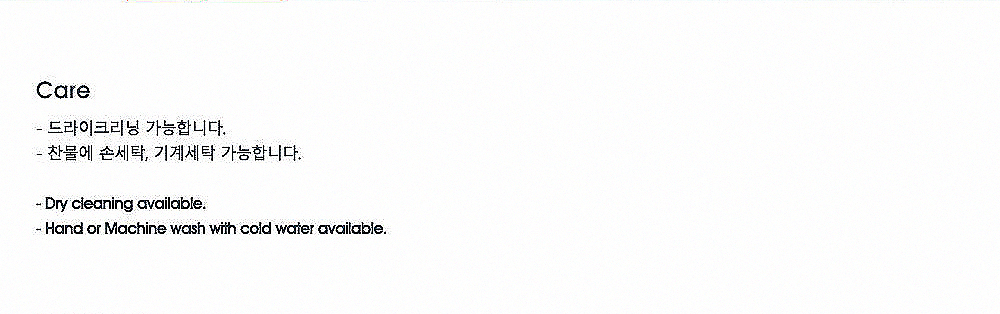 Care
- 드라이크리닝 가능합니다.
- 찬물에 손세탁, 기계세탁 가능합니다.
- Dry cleaning available.
- Hand or Machine wash with cold water available.